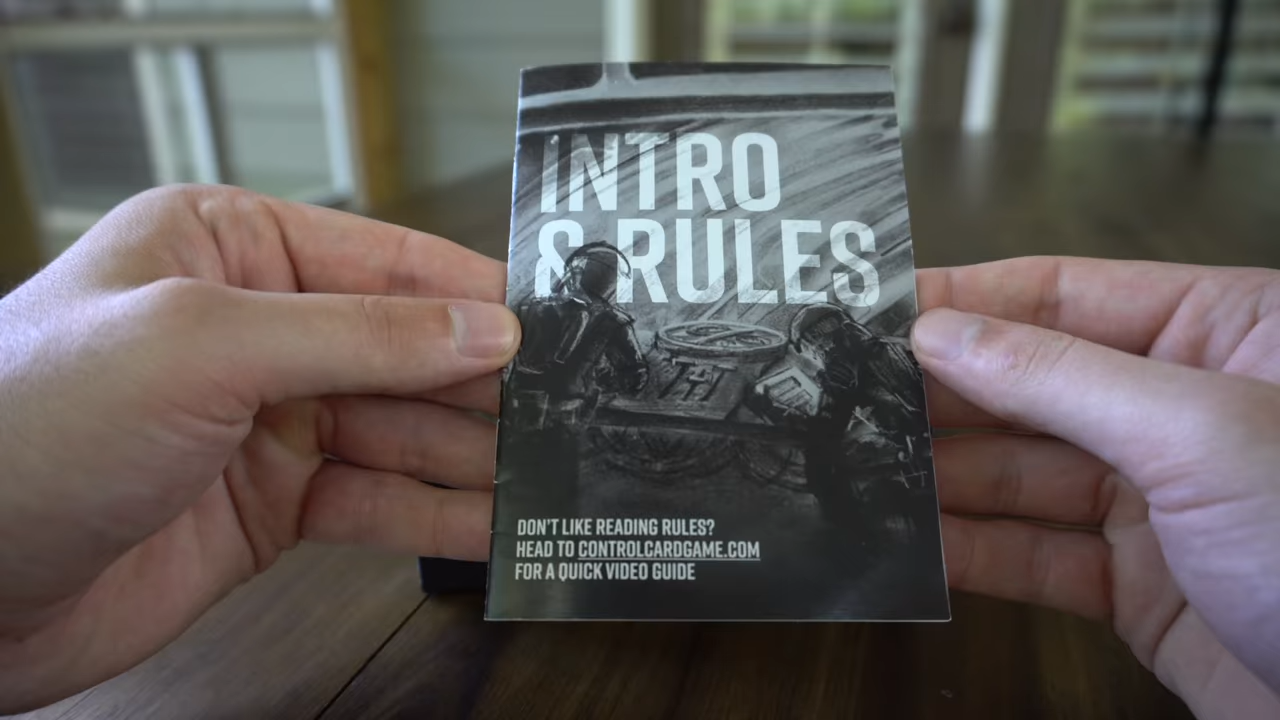 INTRO
& RULES
DON'T LIKE READING RULES?
HEAD TO CONTROLCARDGAME.COM
FOR A QUICK VIDEO GUIDE